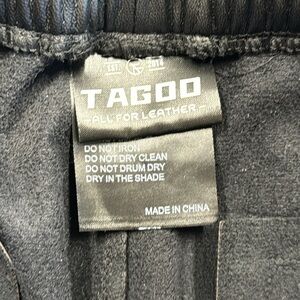 TAGOO
ALL FOR LEATHER
DO NOT IRON
DO NOT DRY CLEAN
DO NOT DRUM DRY
DRY IN THE SHADE
MADE IN CHINA